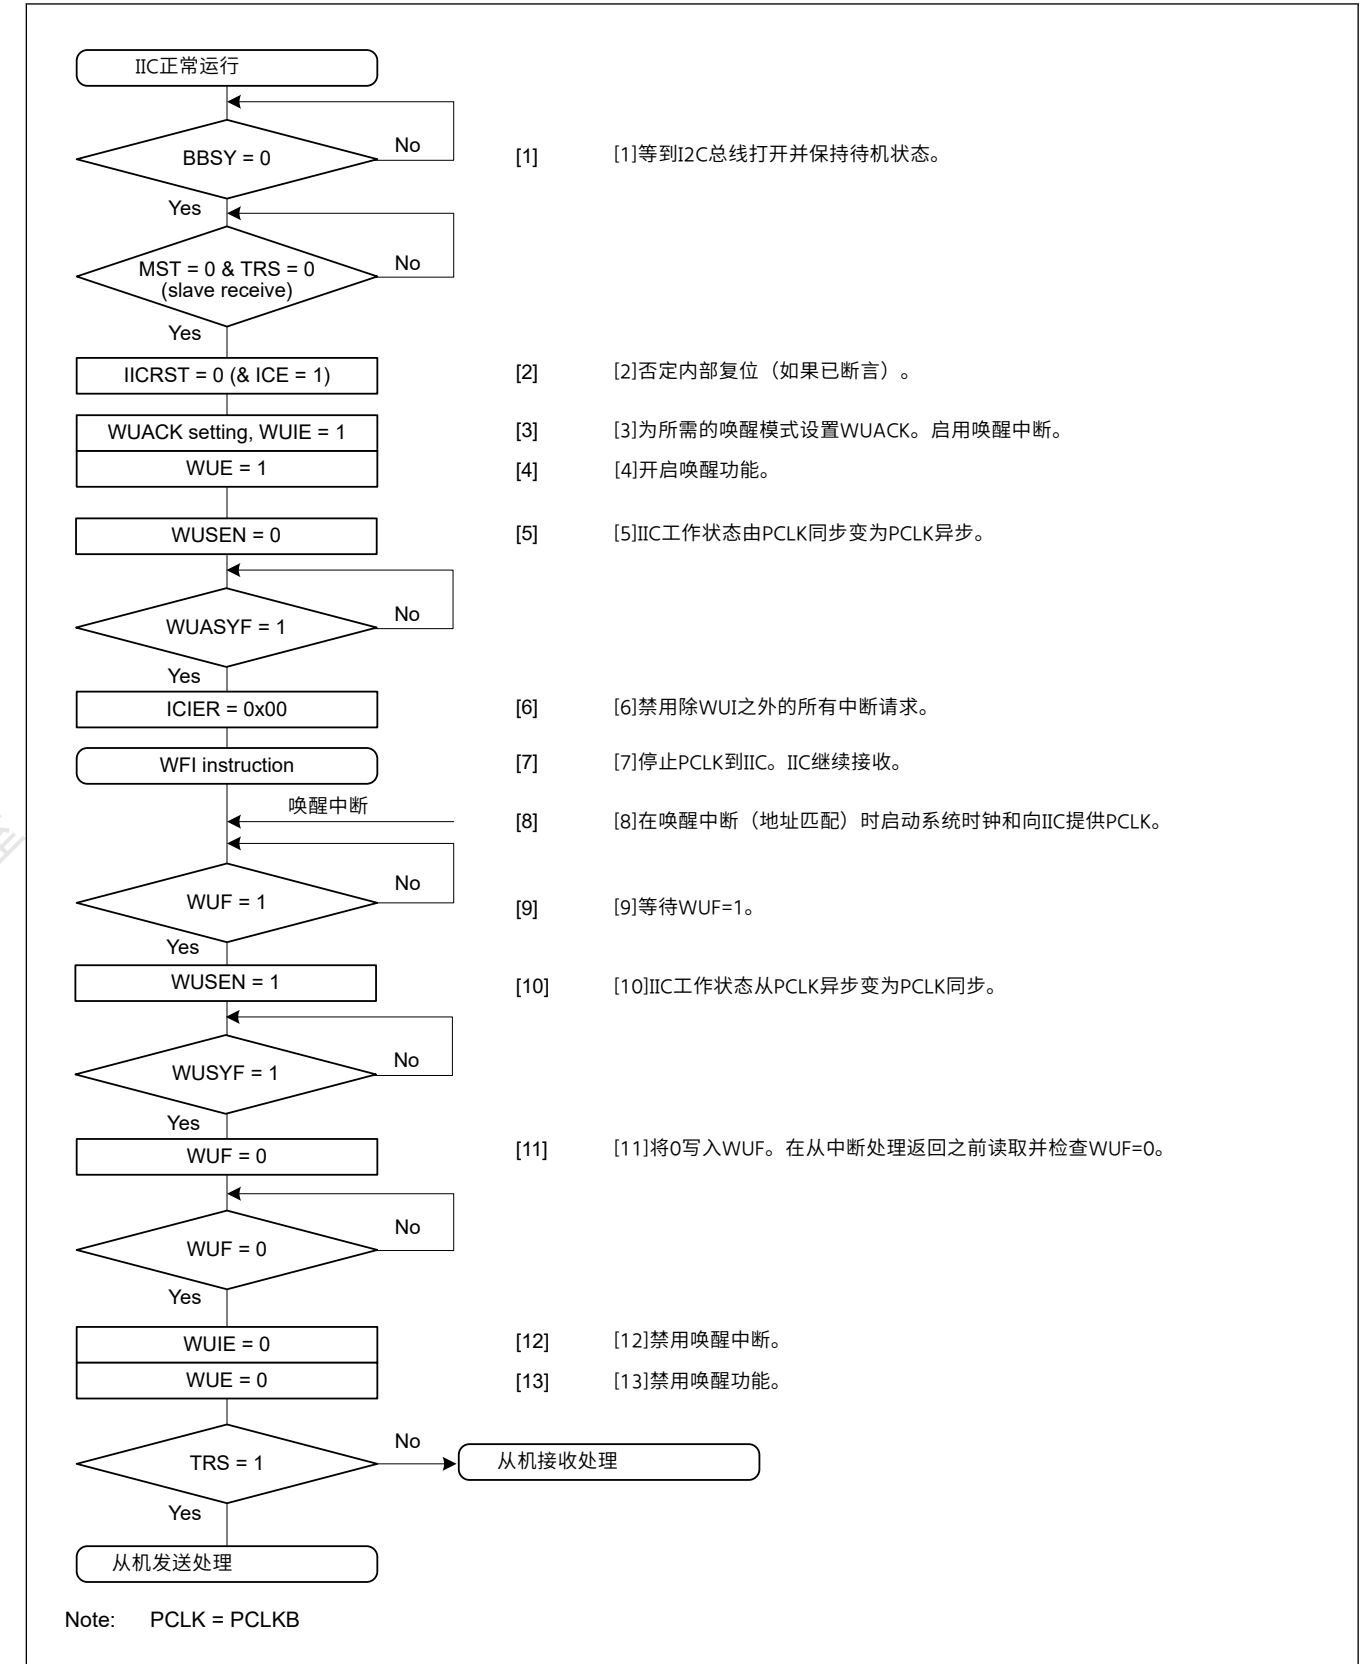 IIC正常运行
BBSY = 0
No
[1]
[1]等到I2C总线打开并保持待机状态。
Yes
MST = 0 & TRS = 0
(slave receive)
No
Yes
IICRST = 0 (& ICE = 1)
[2]
[2]否定内部复位（如果已断言）。
WUACK setting, WUIE = 1
[3]
[3]为所需的唤醒模式设置WUACK。启用唤醒中断。
WUE = 1
[4]
[4]开启唤醒功能。
WUSEN = 0
[5]
[5]IIC工作状态由PCLK同步变为PCLK异步。
WUASYF = 1
No
Yes
ICIER = 0x00
[6]
[6]禁用除WUI之外的所有中断请求。
WFI instruction
[7]
[7]停止PCLK到IIC。IIC继续接收。
唤醒中断
[8]
[8]在唤醒中断（地址匹配）时启动系统时钟和向IIC提供PCLK。
WUF = 1
No
[9]
[9]等待WUF=1。
Yes
WUSEN = 1
[10]
[10]IIC工作状态从PCLK异步变为PCLK同步。
WUSYF = 1
No
Yes
WUF = 0
[11]
[11]将0写入WUF。在从中断处理返回之前读取并检查WUF=0。
WUF = 0
No
Yes
WUIE = 0
[12]
[12]禁用唤醒中断。
WUE = 0
[13]
[13]禁用唤醒功能。
TRS = 1
No
从机接收处理
Yes
从机发送处理
Note: PCLK = PCLKB